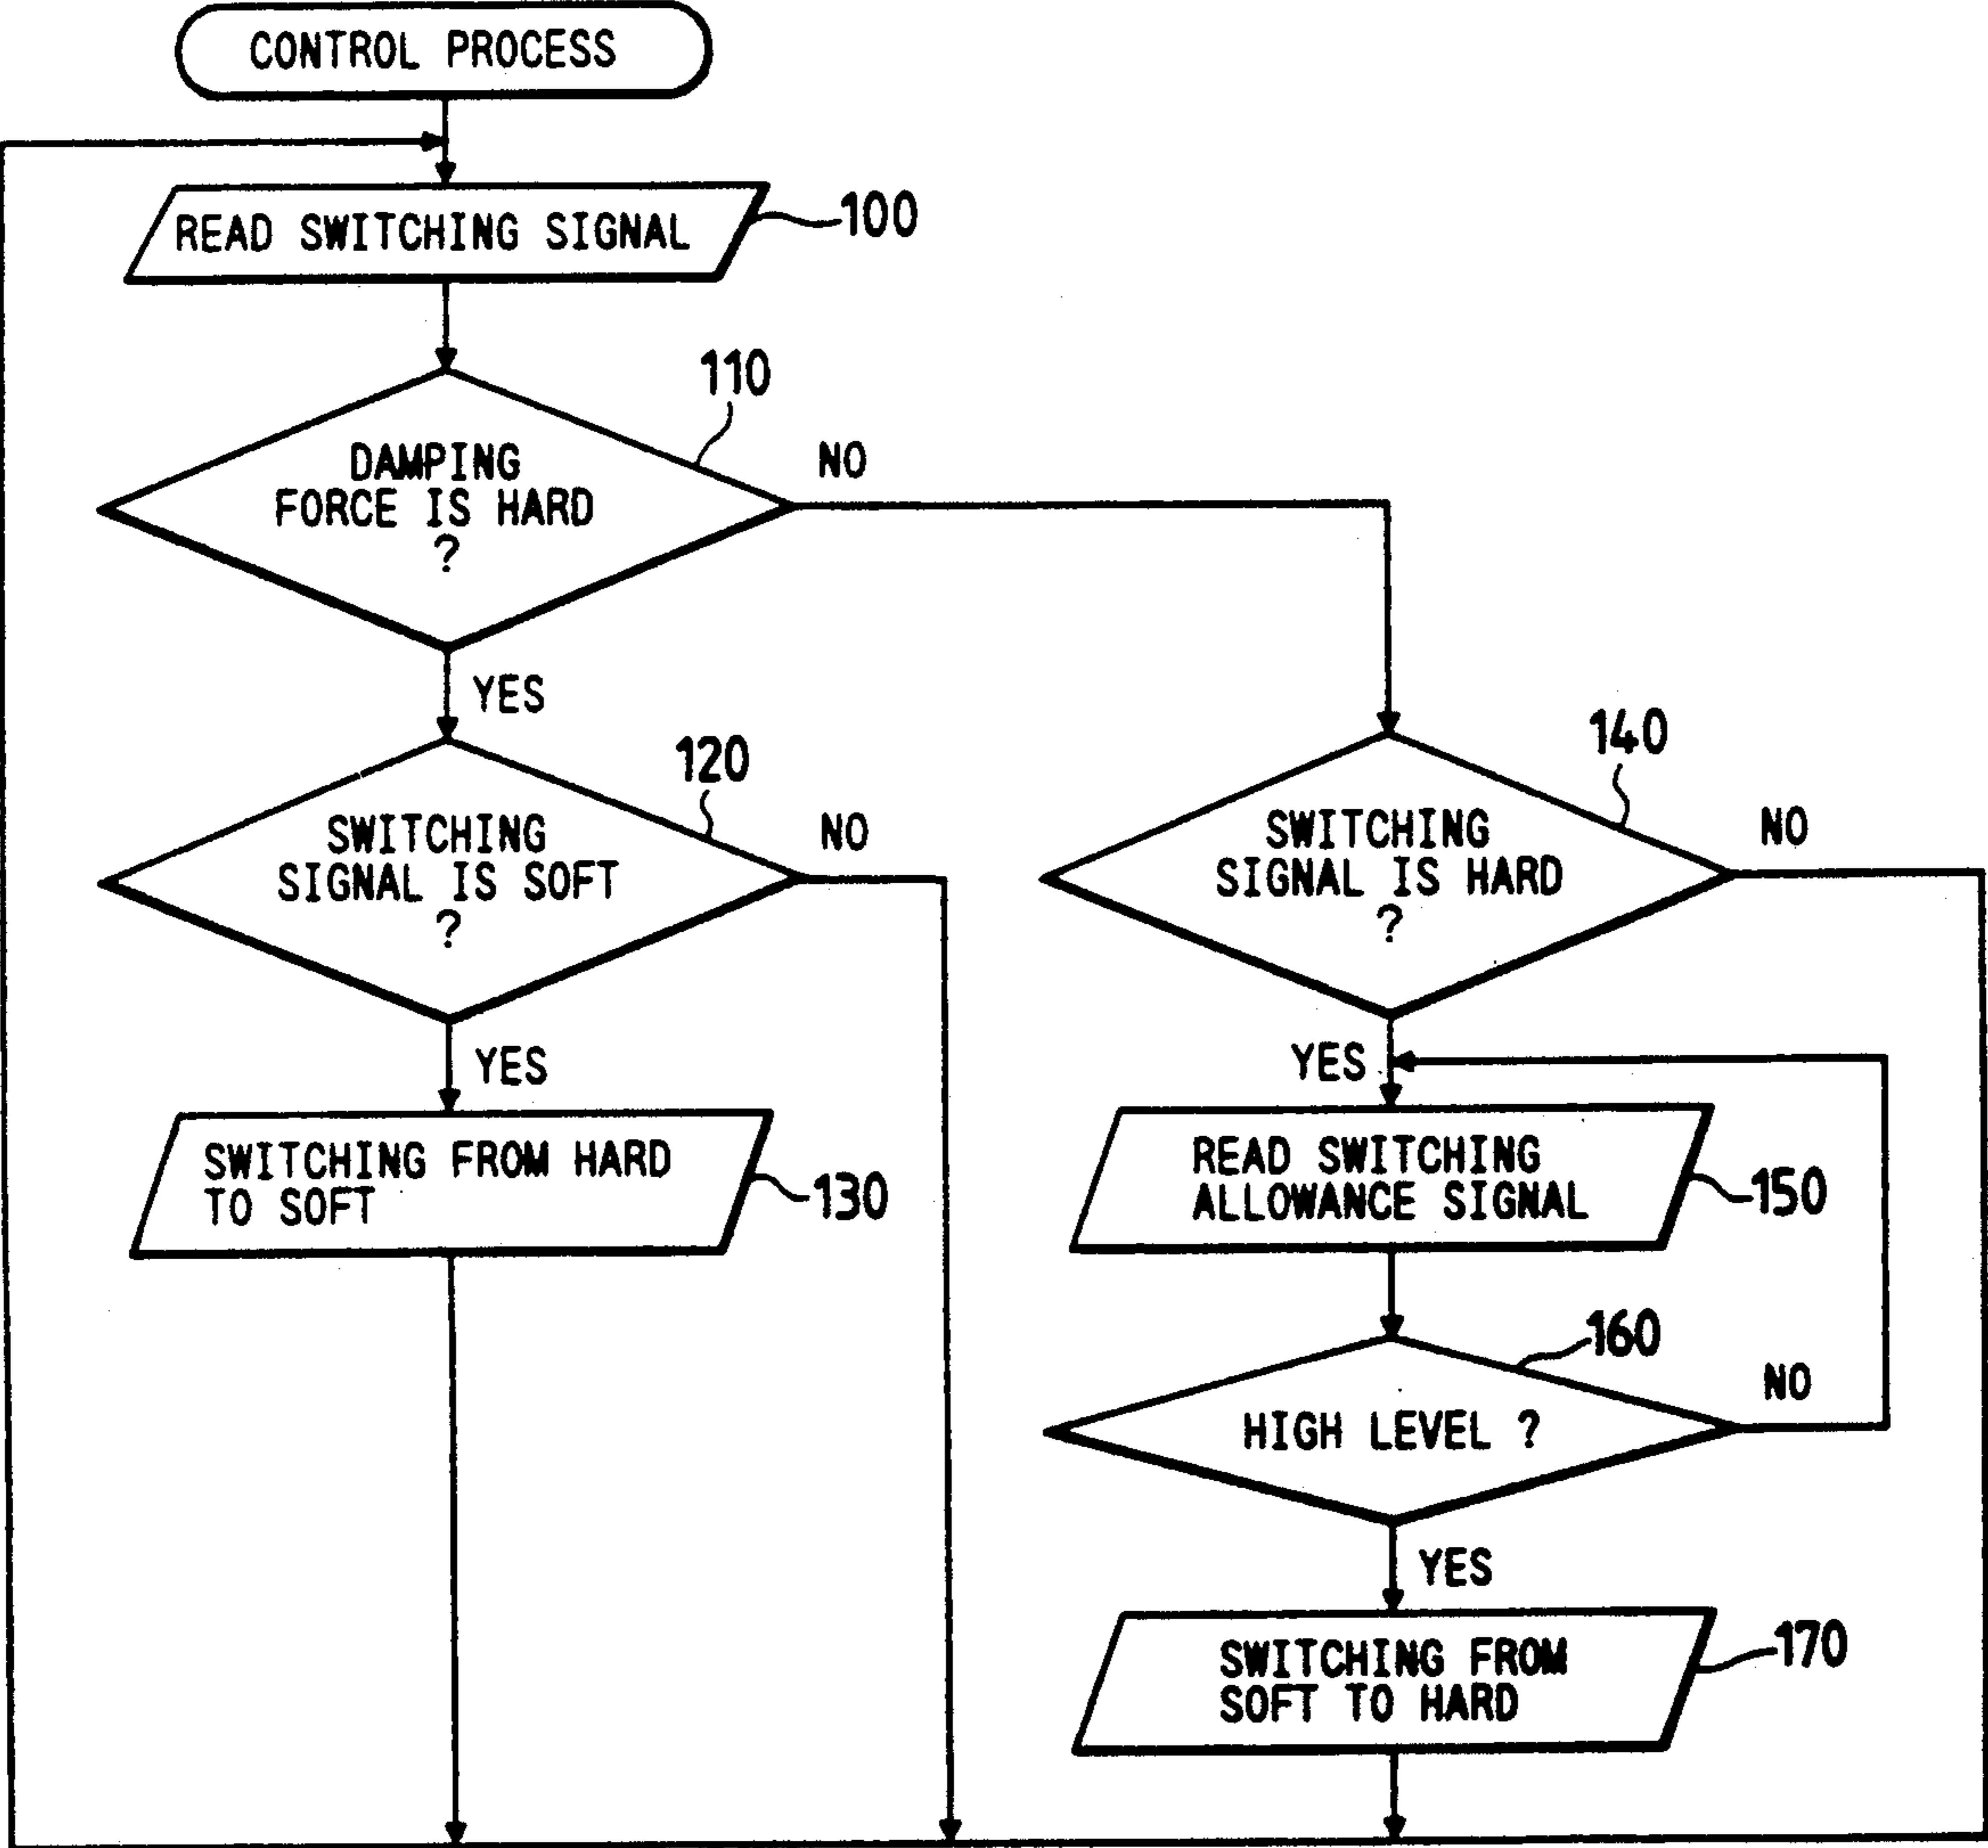 CONTROL PROCESS
READ SWITCHING SIGNAL
100
110
DAMPING
FORCE IS HARD
?
NO
YES
120
SWITCHING
SIGNAL IS SOFT
?
NO
YES
SWITCHING FROM HARD
TO SOFT
130
140
SWITCHING
SIGNAL IS HARD
?
NO
YES
READ SWITCHING
ALLOWANCE SIGNAL
150
160
HIGH LEVEL ?
NO
YES
SWITCHING FROM
SOFT TO HARD
170